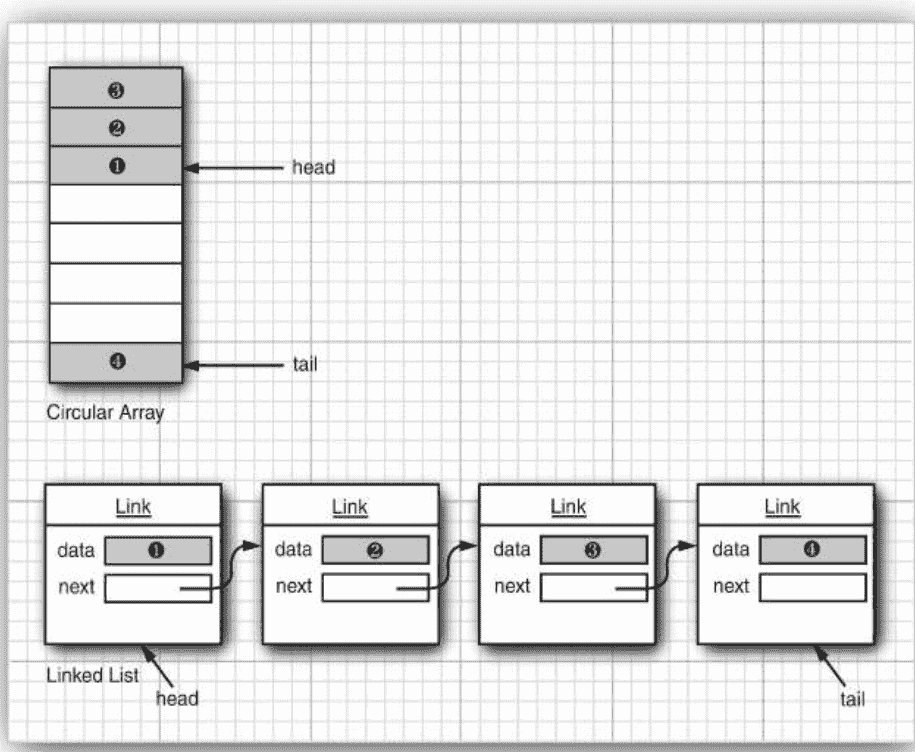 ❸
❷
❶
head
❹
tail
Circular Array
Link
data ❶
next
Link
data ❷
next
Link
data ❸
next
Link
data ❹
next
Linked List
head
tail